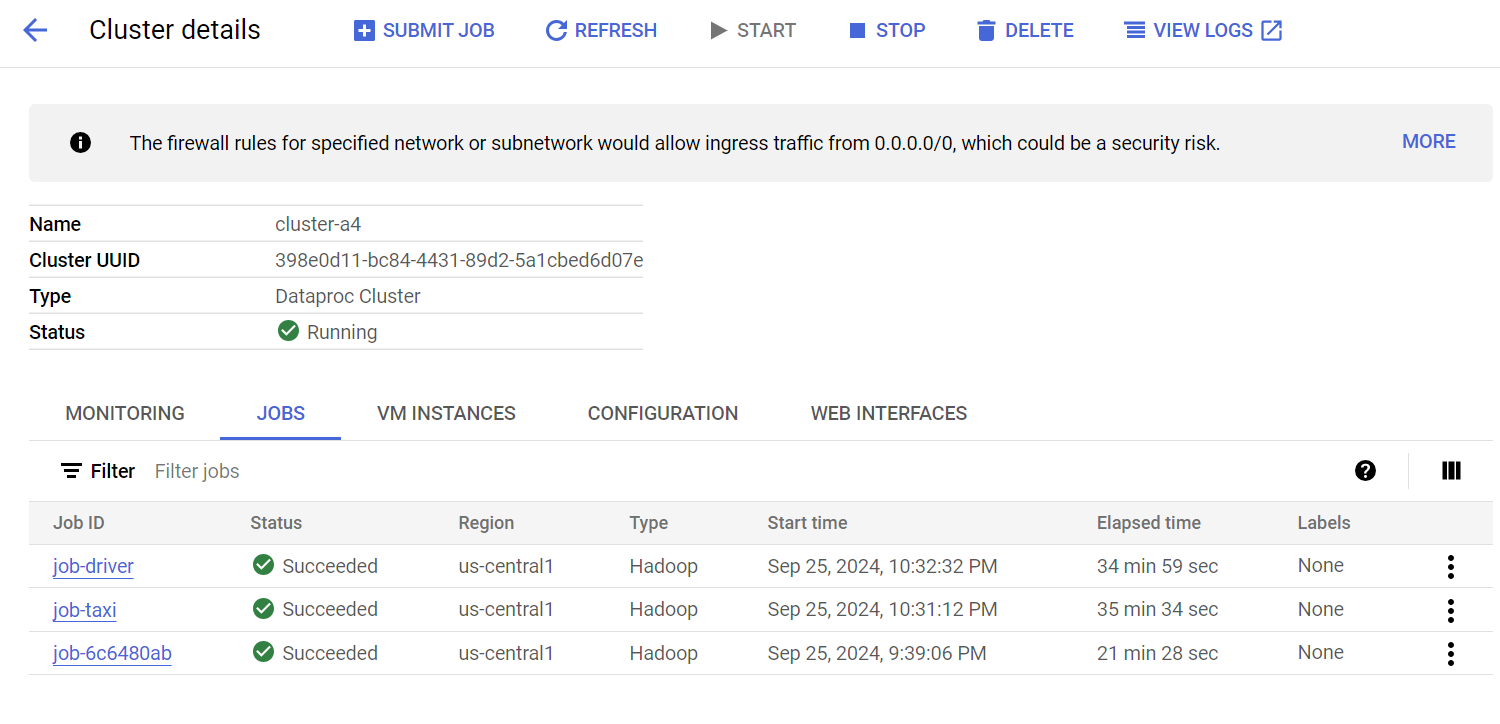 Cluster details SUBMIT JOB REFRESH START STOP DELETE VIEW LOGS
The firewall rules for specified network or subnetwork would allow ingress traffic from 0.0.0.0/0, which could be a security risk. MORE
Name cluster-a4
Cluster UUID 398e0d11-bc84-4431-89d2-5a1cbed6d07e
Type Dataproc Cluster
Status Running
MONITORING JOBS VM INSTANCES CONFIGURATION WEB INTERFACES
Filter Filter jobs
Job ID Status Region Type Start time Elapsed time Labels
job-driver Succeeded us-central1 Hadoop Sep 25, 2024, 10:32:32 PM 34 min 59 sec None
job-taxi Succeeded us-central1 Hadoop Sep 25, 2024, 10:31:12 PM 35 min 34 sec None
job-6c6480ab Succeeded us-central1 Hadoop Sep 25, 2024, 9:39:06 PM 21 min 28 sec None